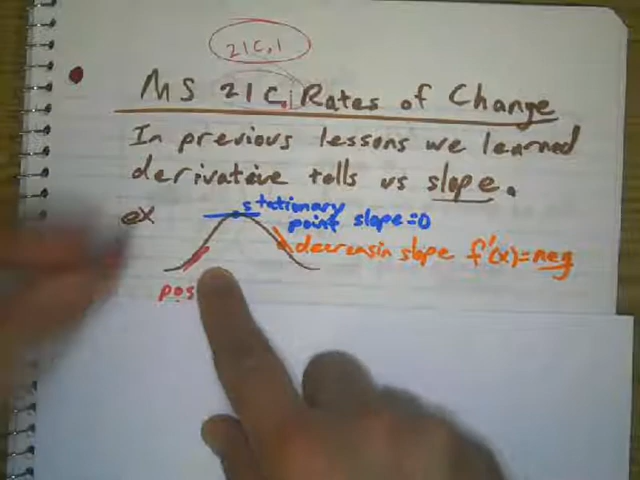 21C.1
MS 21C.1 Rates of Change
In previous lessons we learned
derivative tells us slope.
ex stationary
point slope=0
decreasin slope f'(x)=neg
pos